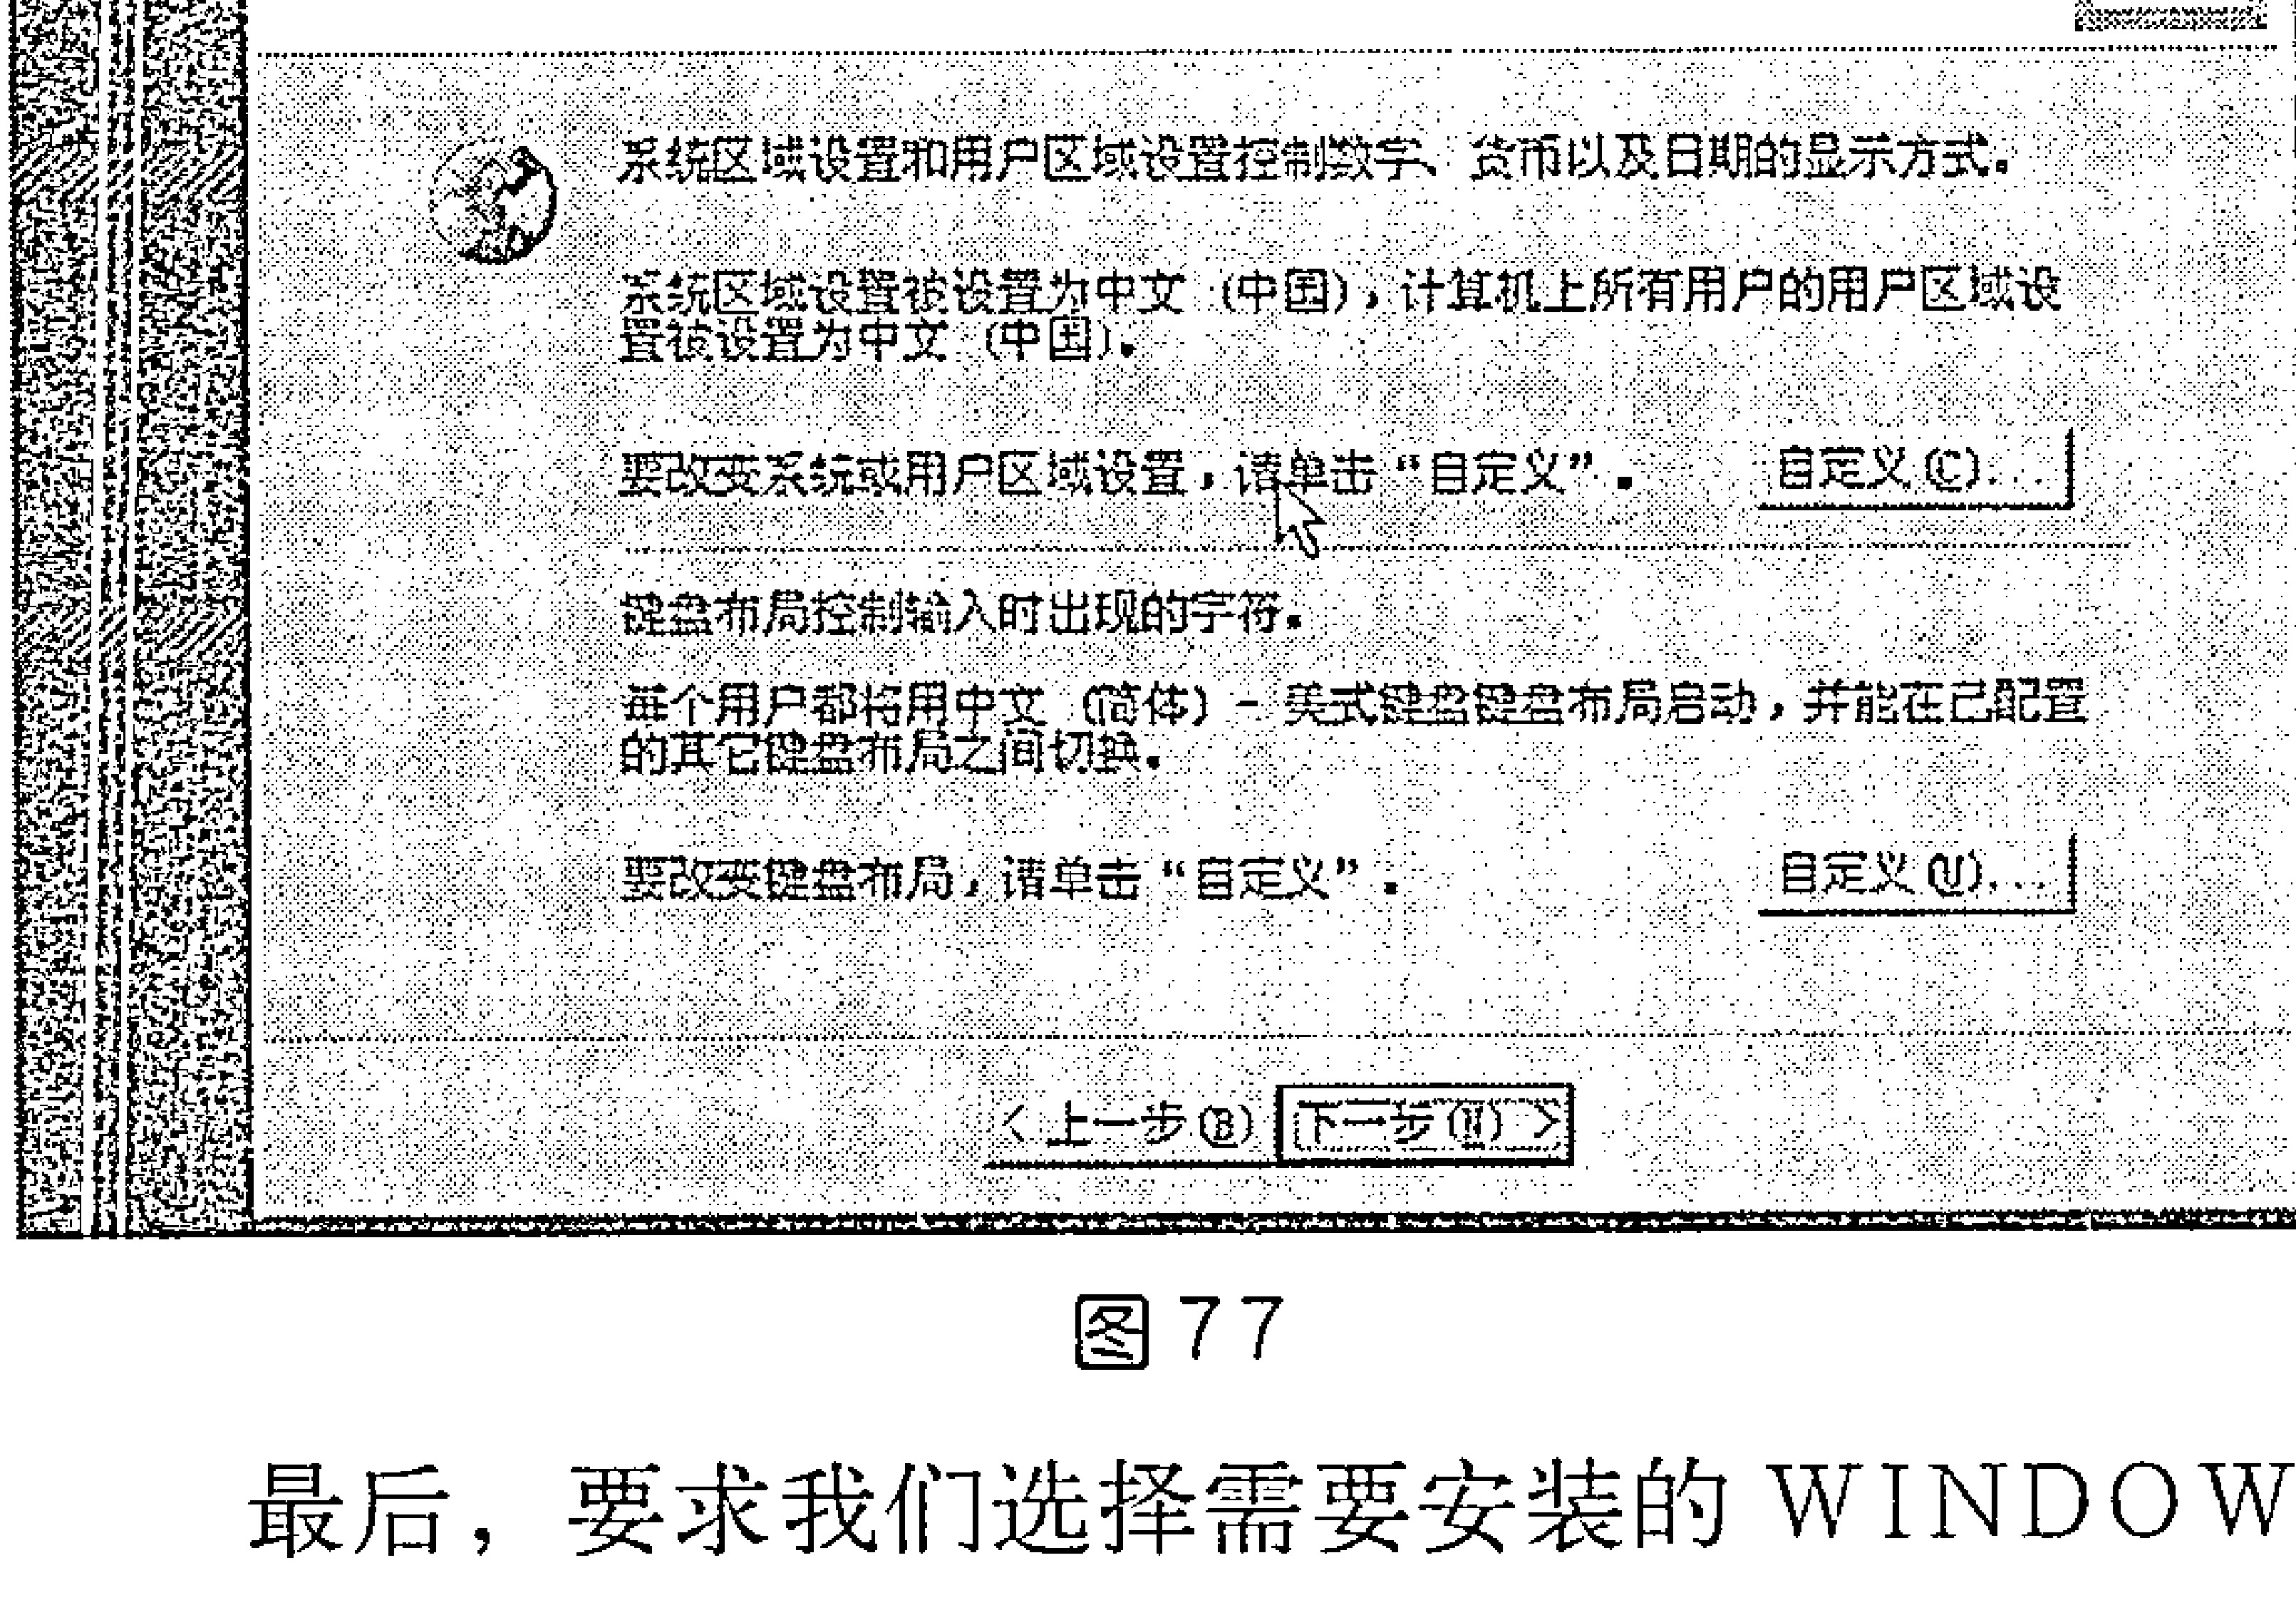 系统区域设置和用户区域设置控制数字、货币以及日期的显示方式。
系统区域设置被设置为中文 (中国)，计算机上所有用户的用户区域设
置被设置为中文 (中国)。
要改变系统或用户区域设置，请单击“自定义”。 自定义(C)...
键盘布局控制输入时出现的字符。
每个用户都将用中文 (简体) - 美式键盘键盘布局启动，并能在已配置
的其它键盘布局之间切换。
要改变键盘布局，请单击“自定义”。 自定义(U)...
< 上一步(B) 下一步(N) >
图77
最后，要求我们选择需要安装的WINDOW